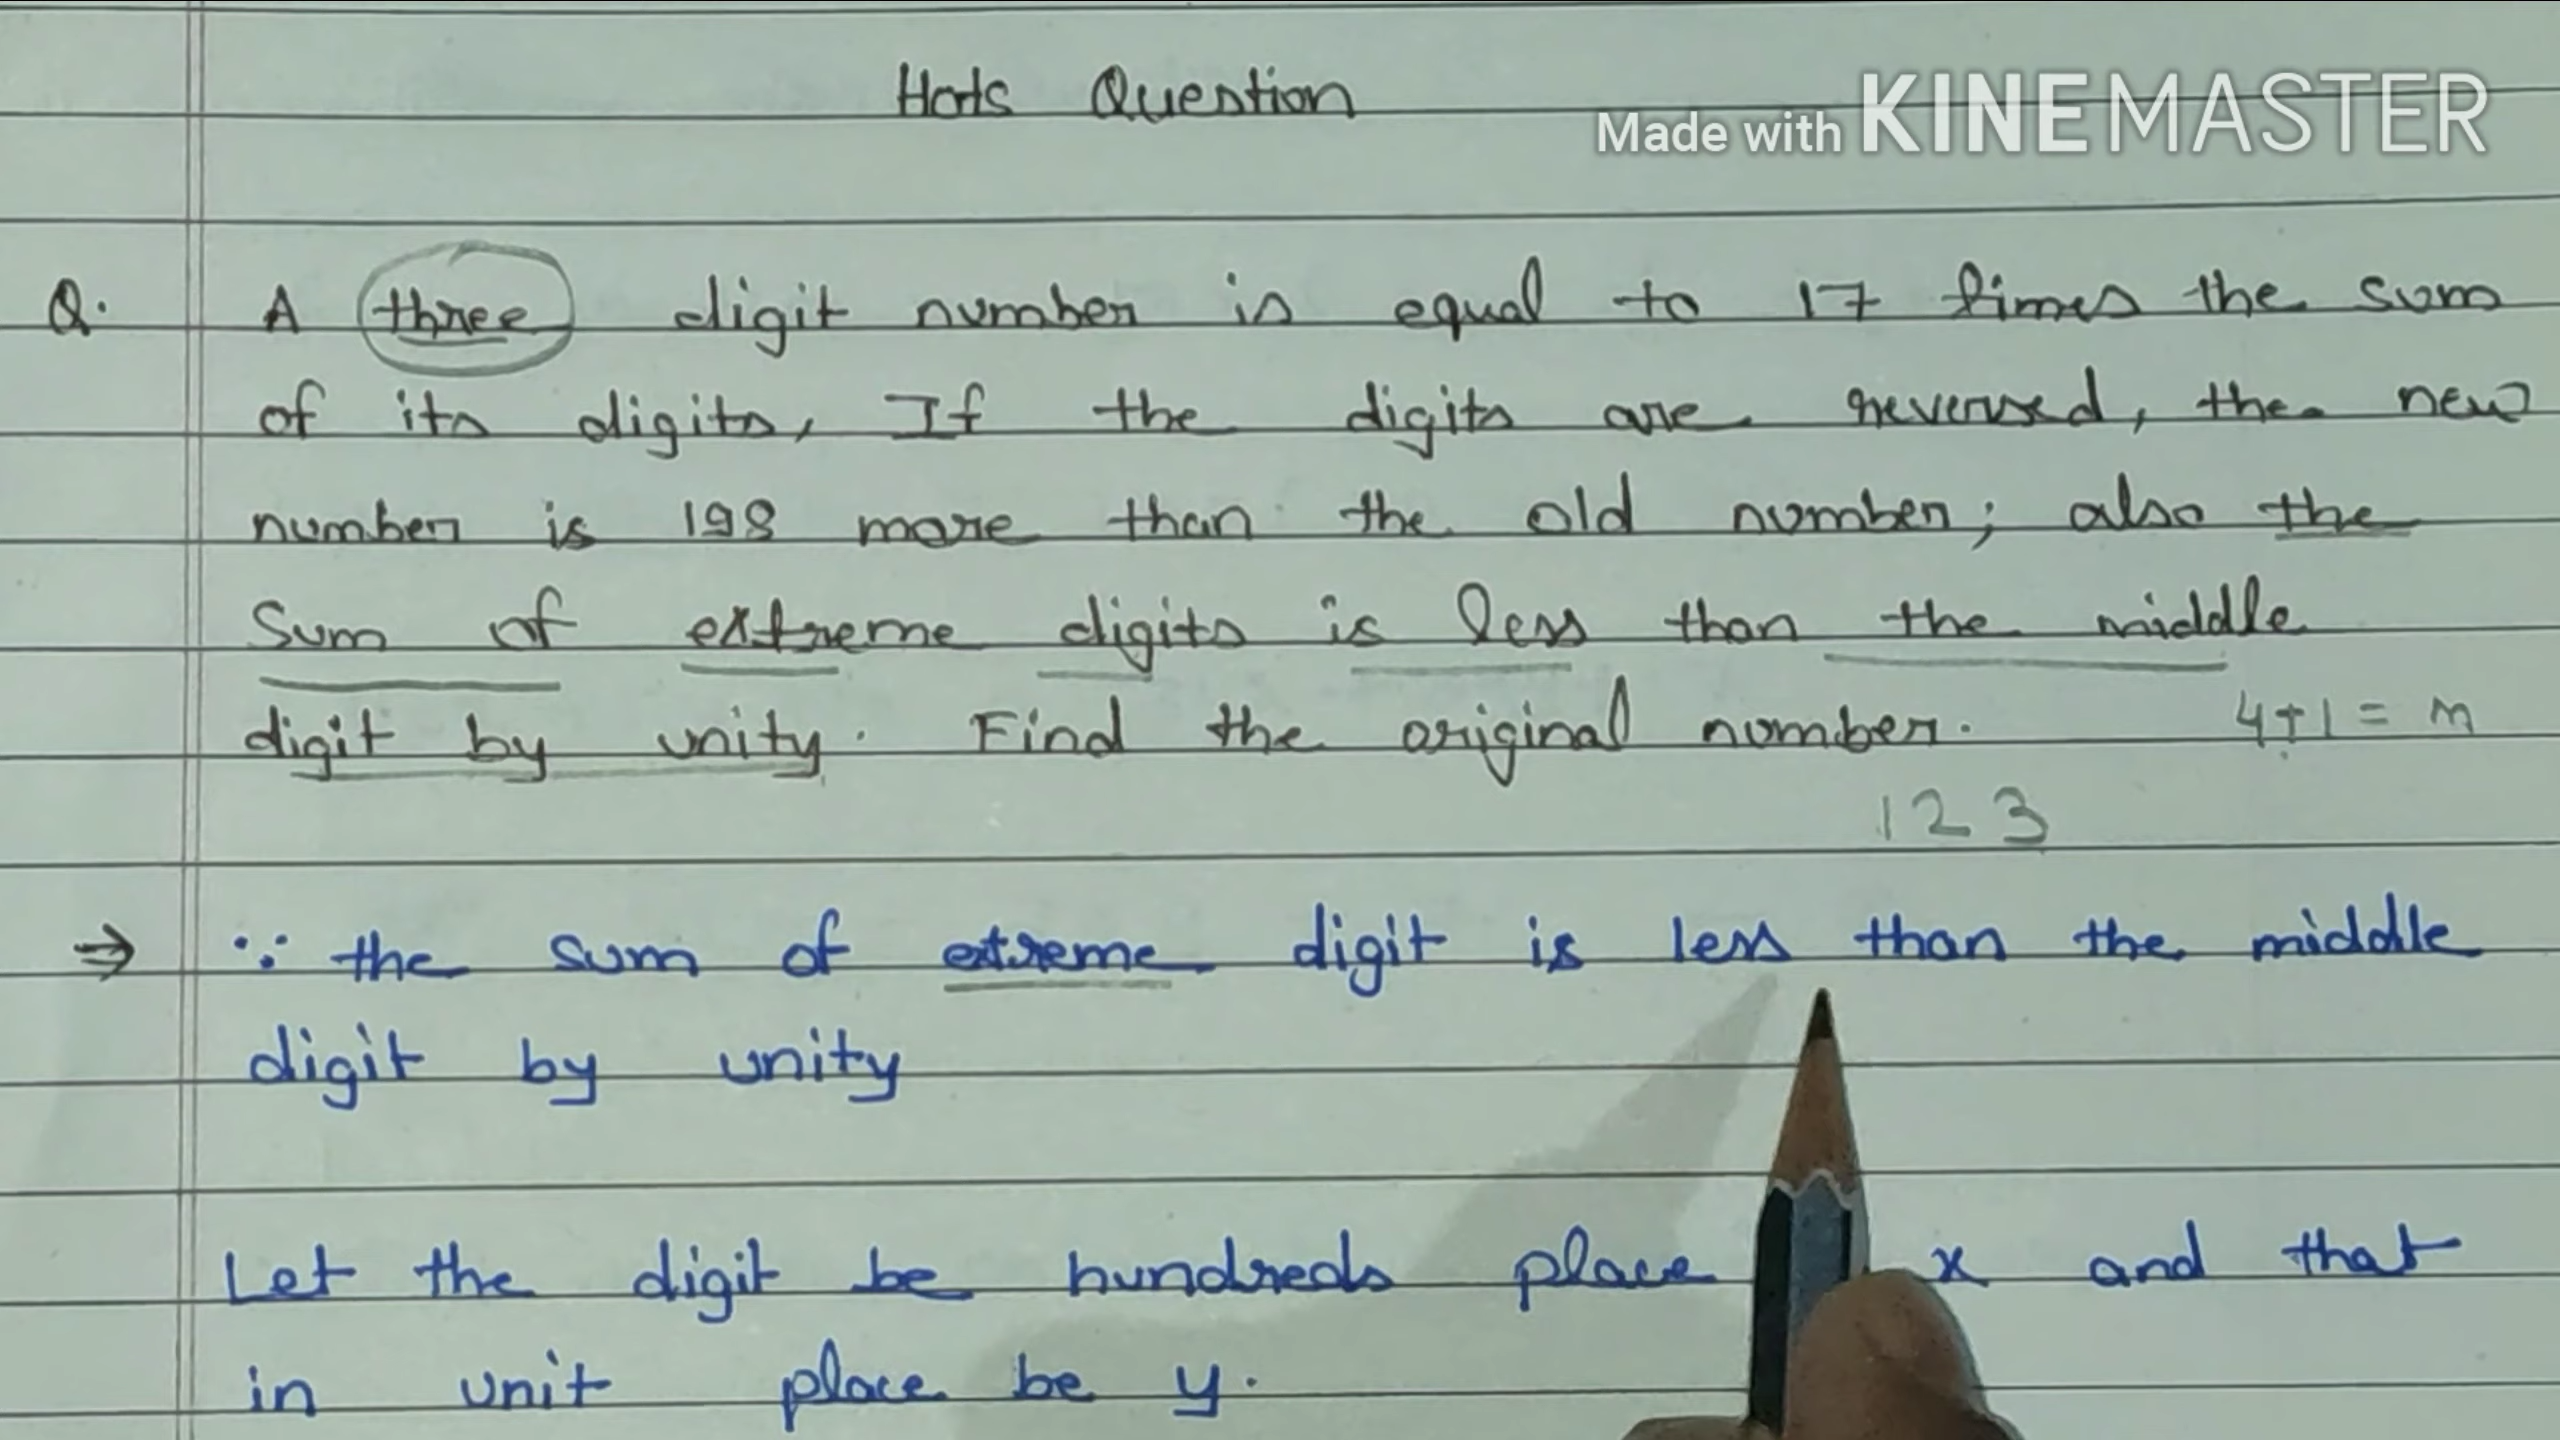 Hots Question
Made with KINEMASTER
Q. A three digit number is equal to 17 times the sum
of its digits, If the digits are reversed, the new
number is 198 more than the old number; also the
Sum of extreme digits is less than the middle
digit by unity. Find the original number.
4+1 = m
1 2 3
⇒ ∵ the sum of extreme digit is less than the middle
digit by unity
Let the digit be hundreds place x and that
in unit place be y.